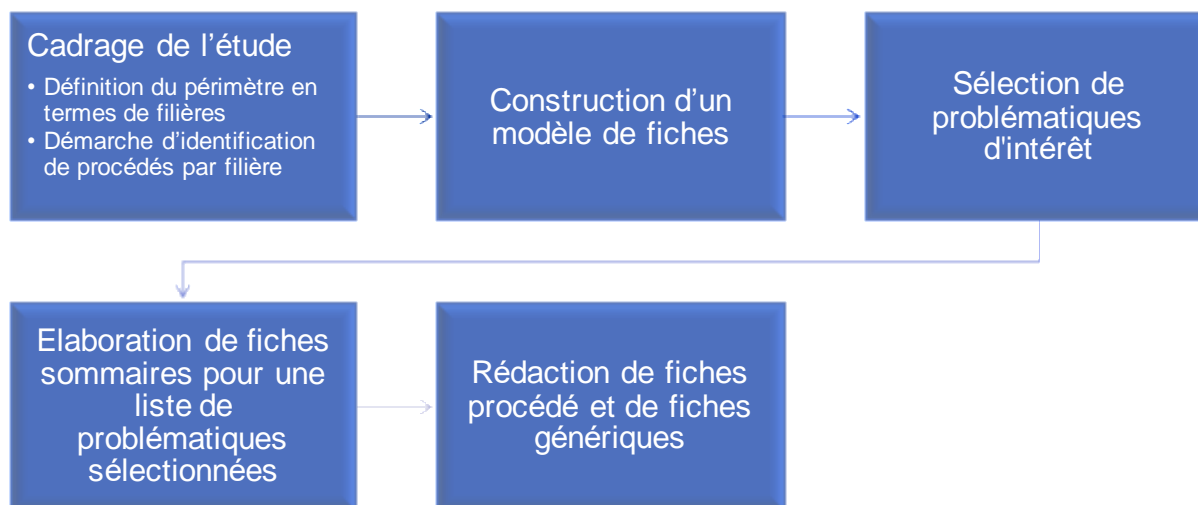 Cadrage de l’étude
• Définition du périmètre en
termes de filières
• Démarche d’identification
de procédés par filière
Construction d’un
modèle de fiches
Sélection de
problématiques
d'intérêt
Elaboration de fiches
sommaires pour une
liste de
problématiques
sélectionnées
Rédaction de fiches
procédé et de fiches
génériques